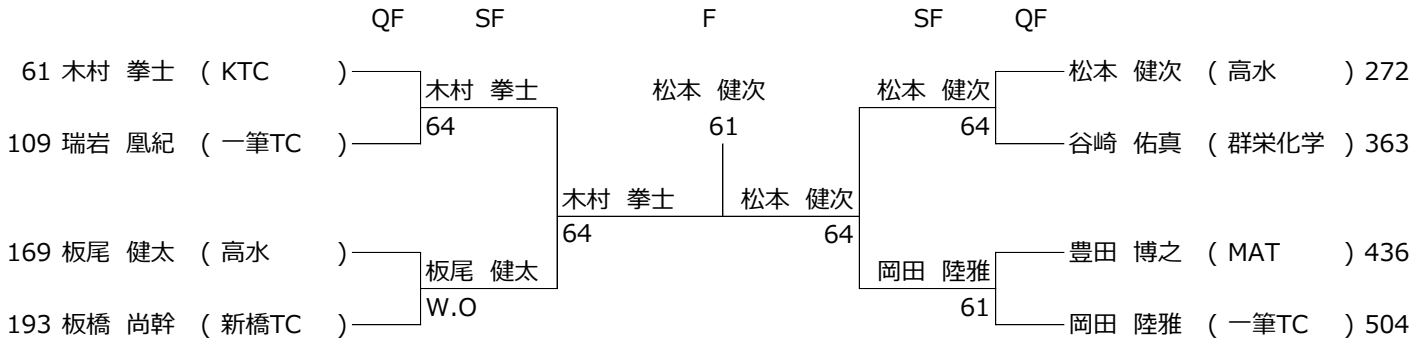 QF SF F SF QF
61 木村 拳士 ( KTC )
松本 健次 ( 高水 ) 272
木村 拳士
松本 健次
松本 健次
64
61
64
109 瑞岩 凰紀 ( 一筆TC )
谷崎 佑真 ( 群栄化学 ) 363
木村 拳士
松本 健次
64
64
169 板尾 健太 ( 高水 )
豊田 博之 ( MAT ) 436
板尾 健太
岡田 陸雅
W.O
61
193 板橋 尚幹 ( 新橋TC )
岡田 陸雅 ( 一筆TC ) 504